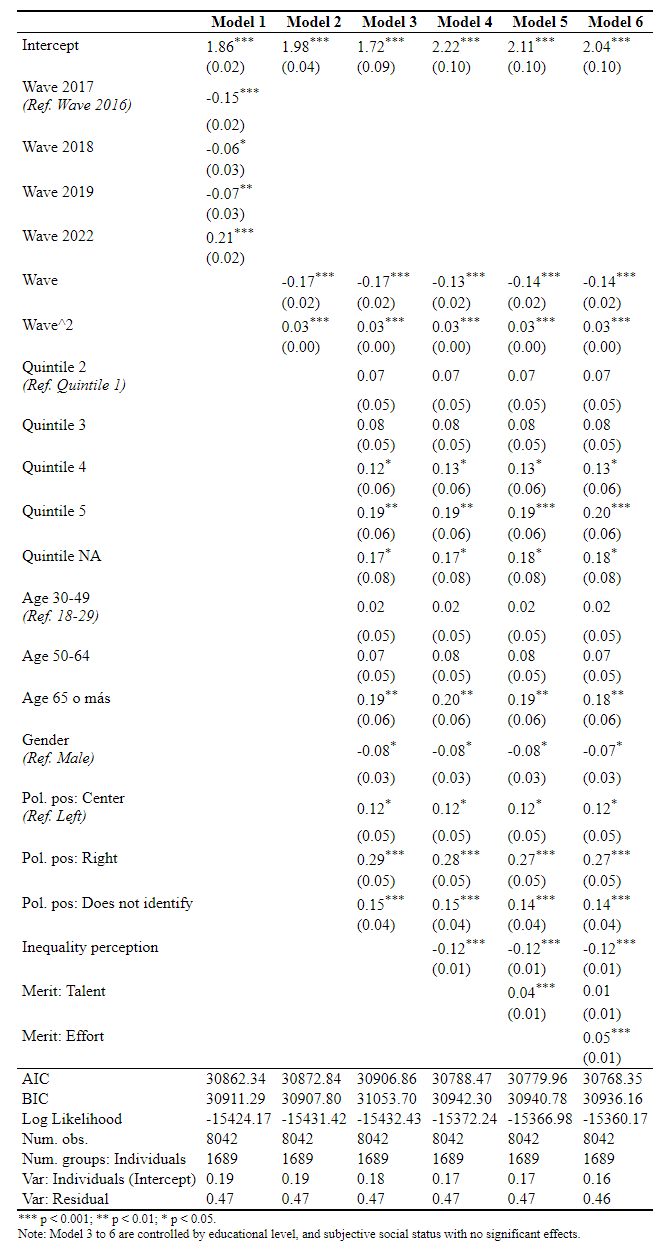 Model 1 Model 2 Model 3 Model 4 Model 5 Model 6
Intercept 1.86*** 1.98*** 1.72*** 2.22*** 2.11*** 2.04***
(0.02) (0.04) (0.09) (0.10) (0.10) (0.10)
Wave 2017
(Ref. Wave 2016) -0.15***
(0.02)
Wave 2018 -0.06*
(0.03)
Wave 2019 -0.07**
(0.03)
Wave 2022 0.21***
(0.02)
Wave -0.17*** -0.17*** -0.13*** -0.14*** -0.14***
(0.02) (0.02) (0.02) (0.02) (0.02)
Wave^2 0.03*** 0.03*** 0.03*** 0.03*** 0.03***
(0.00) (0.00) (0.00) (0.00) (0.00)
Quintile 2
(Ref. Quintile 1) 0.07 0.07 0.07 0.07
(0.05) (0.05) (0.05) (0.05)
Quintile 3 0.08 0.08 0.08 0.08
(0.05) (0.05) (0.05) (0.05)
Quintile 4 0.12* 0.13* 0.13* 0.13*
(0.06) (0.06) (0.06) (0.06)
Quintile 5 0.19** 0.19** 0.19*** 0.20***
(0.06) (0.06) (0.06) (0.06)
Quintile NA 0.17* 0.17* 0.18* 0.18*
(0.08) (0.08) (0.08) (0.08)
Age 30-49
(Ref. 18-29) 0.02 0.02 0.02 0.02
(0.05) (0.05) (0.05) (0.05)
Age 50-64 0.07 0.08 0.08 0.07
(0.05) (0.05) (0.05) (0.05)
Age 65 o más 0.19** 0.20** 0.19** 0.18**
(0.06) (0.06) (0.06) (0.06)
Gender
(Ref. Male) -0.08* -0.08* -0.08* -0.07*
(0.03) (0.03) (0.03) (0.03)
Pol. pos: Center
(Ref. Left) 0.12* 0.12* 0.12* 0.12*
(0.05) (0.05) (0.05) (0.05)
Pol. pos: Right 0.29*** 0.28*** 0.27*** 0.27***
(0.05) (0.05) (0.05) (0.05)
Pol. pos: Does not identify 0.15*** 0.15*** 0.14*** 0.14***
(0.04) (0.04) (0.04) (0.04)
Inequality perception -0.12*** -0.12*** -0.12***
(0.01) (0.01) (0.01)
Merit: Talent 0.04*** 0.01
(0.01) (0.01)
Merit: Effort 0.05***
(0.01)
AIC 30862.34 30872.84 30906.86 30788.47 30779.96 30768.35
BIC 30911.29 30907.80 31053.70 30942.30 30940.78 30936.16
Log Likelihood -15424.17 -15431.42 -15432.43 -15372.24 -15366.98 -15360.17
Num. obs. 8042 8042 8042 8042 8042 8042
Num. groups: Individuals 1689 1689 1689 1689 1689 1689
Var: Individuals (Intercept) 0.19 0.19 0.18 0.17 0.17 0.16
Var: Residual 0.47 0.47 0.47 0.47 0.47 0.46
*** p < 0.001; ** p < 0.01; * p < 0.05.
Note: Model 3 to 6 are controlled by educational level, and subjective social status with no significant effects.